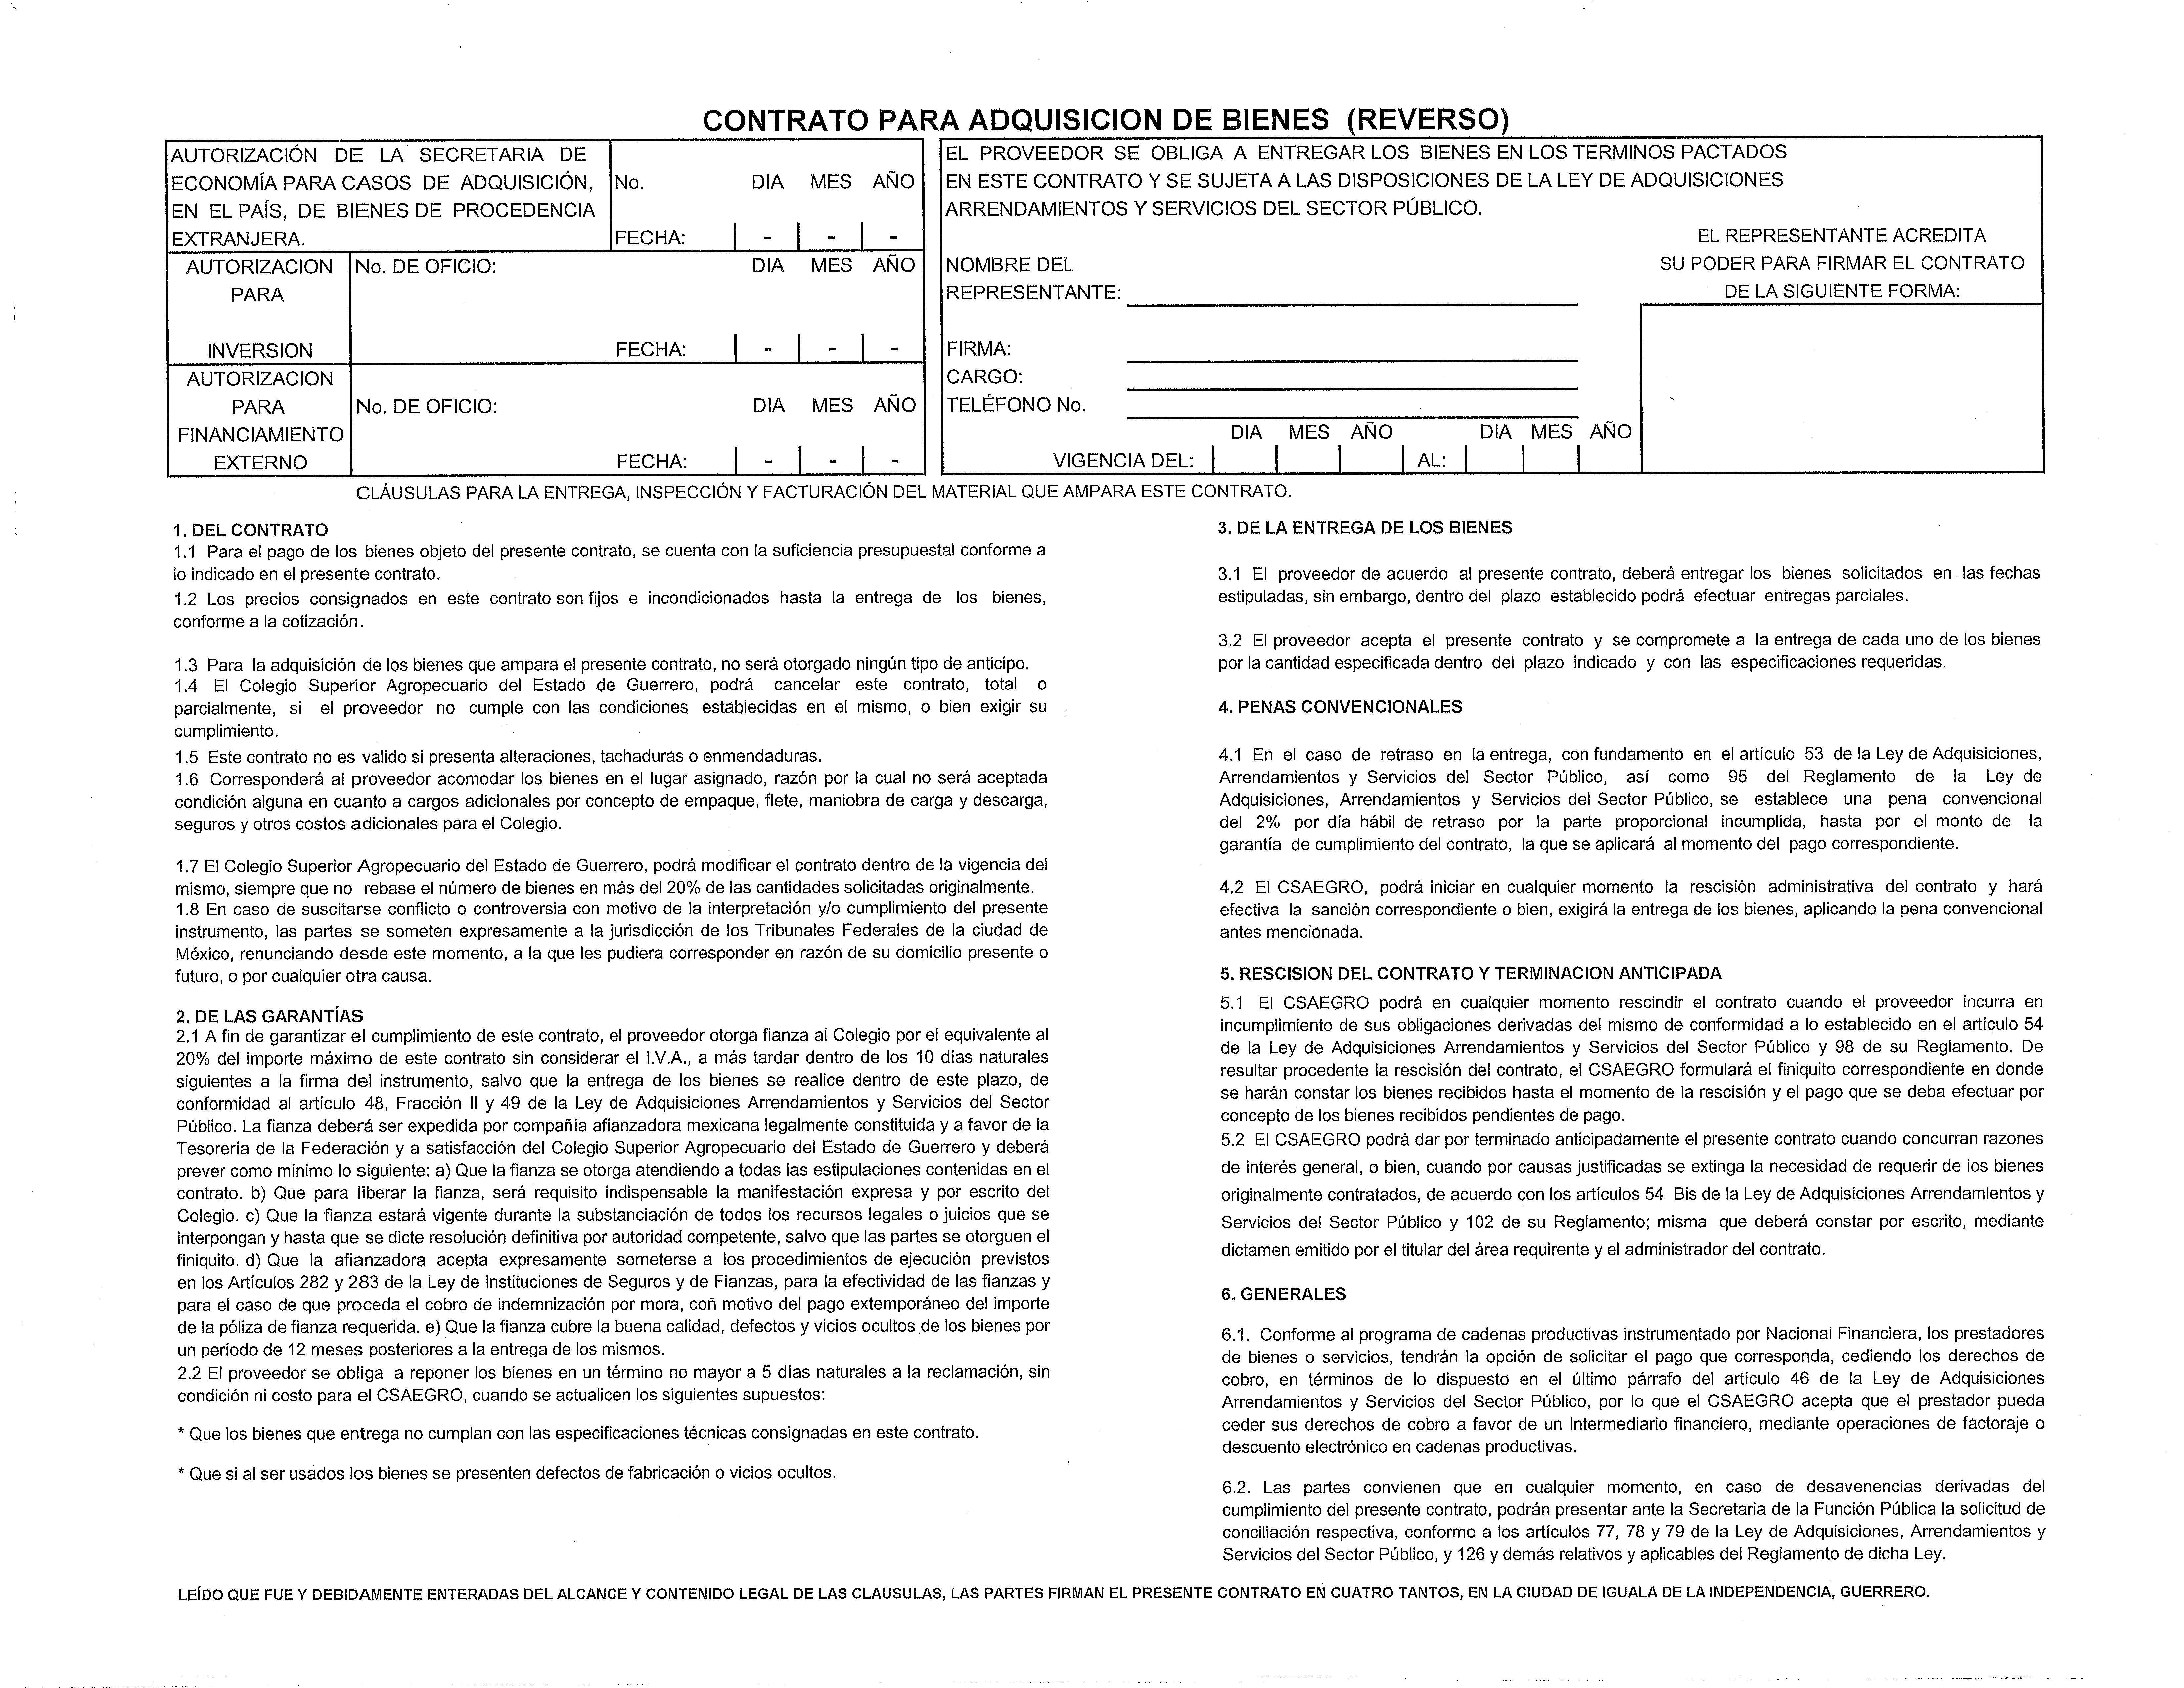 CONTRATO PARA ADQUISICION DE BIENES (REVERSO)
AUTORIZACIÓN DE LA SECRETARIA DE
ECONOMÍA PARA CASOS DE ADQUISICIÓN,
EN EL PAÍS, DE BIENES DE PROCEDENCIA
EXTRANJERA.
No. DIA MES AÑO
FECHA: - - -
AUTORIZACION
PARA
INVERSION
No. DE OFICIO: DIA MES AÑO
FECHA: - - -
AUTORIZACION
PARA
FINANCIAMIENTO
EXTERNO
No. DE OFICIO: DIA MES AÑO
FECHA: - - -
EL PROVEEDOR SE OBLIGA A ENTREGAR LOS BIENES EN LOS TERMINOS PACTADOS
EN ESTE CONTRATO Y SE SUJETA A LAS DISPOSICIONES DE LA LEY DE ADQUISICIONES
ARRENDAMIENTOS Y SERVICIOS DEL SECTOR PÚBLICO.
NOMBRE DEL
REPRESENTANTE:
FIRMA:
CARGO:
TELÉFONO No.
DIA MES AÑO DIA MES AÑO
VIGENCIA DEL: AL:
EL REPRESENTANTE ACREDITA
SU PODER PARA FIRMAR EL CONTRATO
DE LA SIGUIENTE FORMA:
CLÁUSULAS PARA LA ENTREGA, INSPECCIÓN Y FACTURACIÓN DEL MATERIAL QUE AMPARA ESTE CONTRATO.
1. DEL CONTRATO
1.1 Para el pago de los bienes objeto del presente contrato, se cuenta con la suficiencia presupuestal conforme a
lo indicado en el presente contrato.
1.2 Los precios consignados en este contrato son fijos e incondicionados hasta la entrega de los bienes,
conforme a la cotización.
1.3 Para la adquisición de los bienes que ampara el presente contrato, no será otorgado ningún tipo de anticipo.
1.4 El Colegio Superior Agropecuario del Estado de Guerrero, podrá cancelar este contrato, total o
parcialmente, si el proveedor no cumple con las condiciones establecidas en el mismo, o bien exigir su
cumplimiento.
1.5 Este contrato no es valido si presenta alteraciones, tachaduras o enmendaduras.
1.6 Corresponderá al proveedor acomodar los bienes en el lugar asignado, razón por la cual no será aceptada
condición alguna en cuanto a cargos adicionales por concepto de empaque, flete, maniobra de carga y descarga,
seguros y otros costos adicionales para el Colegio.
1.7 El Colegio Superior Agropecuario del Estado de Guerrero, podrá modificar el contrato dentro de la vigencia del
mismo, siempre que no rebase el número de bienes en más del 20% de las cantidades solicitadas originalmente.
1.8 En caso de suscitarse conflicto o controversia con motivo de la interpretación y/o cumplimiento del presente
instrumento, las partes se someten expresamente a la jurisdicción de los Tribunales Federales de la ciudad de
México, renunciando desde este momento, a la que les pudiera corresponder en razón de su domicilio presente o
futuro, o por cualquier otra causa.
2. DE LAS GARANTÍAS
2.1 A fin de garantizar el cumplimiento de este contrato, el proveedor otorga fianza al Colegio por el equivalente al
20% del importe máximo de este contrato sin considerar el I.V.A., a más tardar dentro de los 10 días naturales
siguientes a la firma del instrumento, salvo que la entrega de los bienes se realice dentro de este plazo, de
conformidad al artículo 48, Fracción II y 49 de la Ley de Adquisiciones Arrendamientos y Servicios del Sector
Público. La fianza deberá ser expedida por compañía afianzadora mexicana legalmente constituida y a favor de la
Tesorería de la Federación y a satisfacción del Colegio Superior Agropecuario del Estado de Guerrero y deberá
prever como mínimo lo siguiente: a) Que la fianza se otorga atendiendo a todas las estipulaciones contenidas en el
contrato. b) Que para liberar la fianza, será requisito indispensable la manifestación expresa y por escrito del
Colegio. c) Que la fianza estará vigente durante la substanciación de todos los recursos legales o juicios que se
interpongan y hasta que se dicte resolución definitiva por autoridad competente, salvo que las partes se otorguen el
finiquito. d) Que la afianzadora acepta expresamente someterse a los procedimientos de ejecución previstos
en los Artículos 282 y 283 de la Ley de Instituciones de Seguros y de Fianzas, para la efectividad de las fianzas y
para el caso de que proceda el cobro de indemnización por mora, con motivo del pago extemporáneo del importe
de la póliza de fianza requerida. e) Que la fianza cubre la buena calidad, defectos y vicios ocultos de los bienes por
un período de 12 meses posteriores a la entrega de los mismos.
2.2 El proveedor se obliga a reponer los bienes en un término no mayor a 5 días naturales a la reclamación, sin
condición ni costo para el CSAEGRO, cuando se actualicen los siguientes supuestos:
* Que los bienes que entrega no cumplan con las especificaciones técnicas consignadas en este contrato.
* Que si al ser usados los bienes se presenten defectos de fabricación o vicios ocultos.
3. DE LA ENTREGA DE LOS BIENES
3.1 El proveedor de acuerdo al presente contrato, deberá entregar los bienes solicitados en las fechas
estipuladas, sin embargo, dentro del plazo establecido podrá efectuar entregas parciales.
3.2 El proveedor acepta el presente contrato y se compromete a la entrega de cada uno de los bienes
por la cantidad especificada dentro del plazo indicado y con las especificaciones requeridas.
4. PENAS CONVENCIONALES
4.1 En el caso de retraso en la entrega, con fundamento en el artículo 53 de la Ley de Adquisiciones,
Arrendamientos y Servicios del Sector Público, así como 95 del Reglamento de la Ley de
Adquisiciones, Arrendamientos y Servicios del Sector Público, se establece una pena convencional
del 2% por día hábil de retraso por la parte proporcional incumplida, hasta por el monto de la
garantía de cumplimiento del contrato, la que se aplicará al momento del pago correspondiente.
4.2 El CSAEGRO, podrá iniciar en cualquier momento la rescisión administrativa del contrato y hará
efectiva la sanción correspondiente o bien, exigirá la entrega de los bienes, aplicando la pena convencional
antes mencionada.
5. RESCISION DEL CONTRATO Y TERMINACION ANTICIPADA
5.1 El CSAEGRO podrá en cualquier momento rescindir el contrato cuando el proveedor incurra en
incumplimiento de sus obligaciones derivadas del mismo de conformidad a lo establecido en el artículo 54
de la Ley de Adquisiciones Arrendamientos y Servicios del Sector Público y 98 de su Reglamento. De
resultar procedente la rescisión del contrato, el CSAEGRO formulará el finiquito correspondiente en donde
se harán constar los bienes recibidos hasta el momento de la rescisión y el pago que se deba efectuar por
concepto de los bienes recibidos pendientes de pago.
5.2 El CSAEGRO podrá dar por terminado anticipadamente el presente contrato cuando concurran razones
de interés general, o bien, cuando por causas justificadas se extinga la necesidad de requerir de los bienes
originalmente contratados, de acuerdo con los artículos 54 Bis de la Ley de Adquisiciones Arrendamientos y
Servicios del Sector Público y 102 de su Reglamento; misma que deberá constar por escrito, mediante
dictamen emitido por el titular del área requirente y el administrador del contrato.
6. GENERALES
6.1. Conforme al programa de cadenas productivas instrumentado por Nacional Financiera, los prestadores
de bienes o servicios, tendrán la opción de solicitar el pago que corresponda, cediendo los derechos de
cobro, en términos de lo dispuesto en el último párrafo del artículo 46 de la Ley de Adquisiciones
Arrendamientos y Servicios del Sector Público, por lo que el CSAEGRO acepta que el prestador pueda
ceder sus derechos de cobro a favor de un Intermediario financiero, mediante operaciones de factoraje o
descuento electrónico en cadenas productivas.
6.2. Las partes convienen que en cualquier momento, en caso de desavenencias derivadas del
cumplimiento del presente contrato, podrán presentar ante la Secretaria de la Función Pública la solicitud de
conciliación respectiva, conforme a los artículos 77, 78 y 79 de la Ley de Adquisiciones, Arrendamientos y
Servicios del Sector Público, y 126 y demás relativos y aplicables del Reglamento de dicha Ley.
LEÍDO QUE FUE Y DEBIDAMENTE ENTERADAS DEL ALCANCE Y CONTENIDO LEGAL DE LAS CLAUSULAS, LAS PARTES FIRMAN EL PRESENTE CONTRATO EN CUATRO TANTOS, EN LA CIUDAD DE IGUALA DE LA INDEPENDENCIA, GUERRERO.